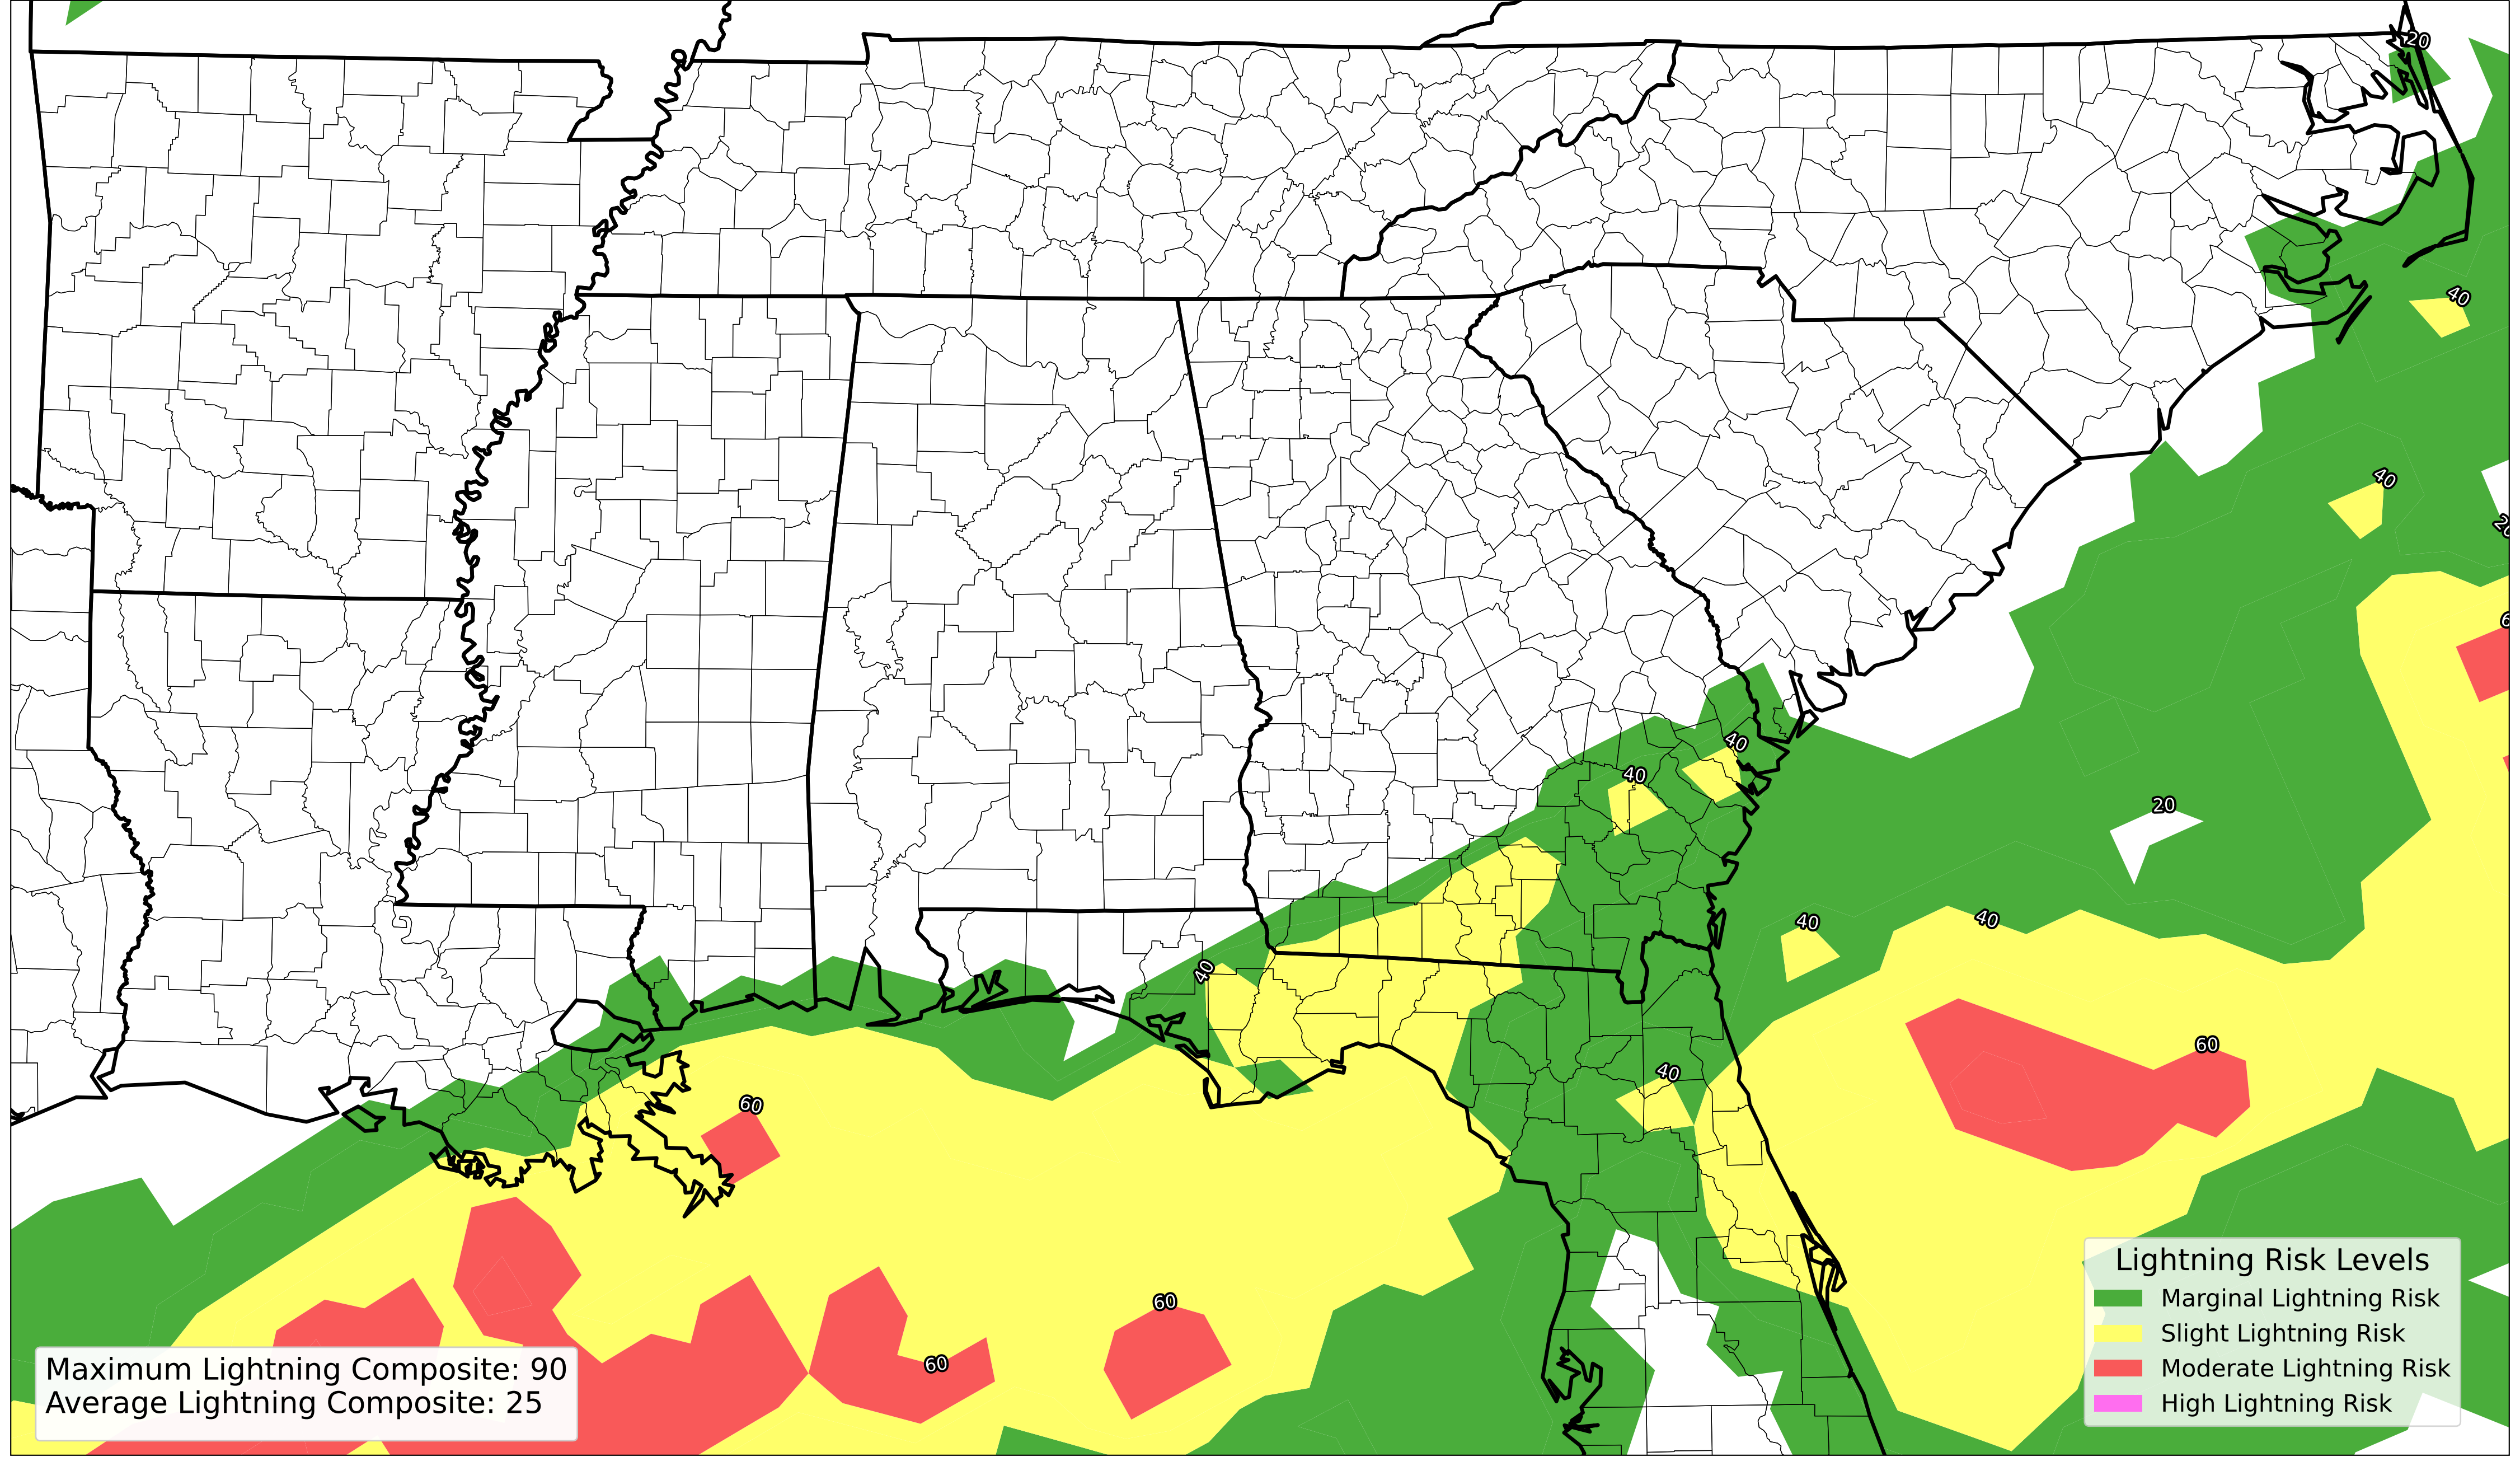 20
40
40
20
40
40
20
40
40
40
40
60
40
60
60
60
Lightning Risk Levels
Marginal Lightning Risk
Slight Lightning Risk
Moderate Lightning Risk
High Lightning Risk
Maximum Lightning Composite: 90
Average Lightning Composite: 25